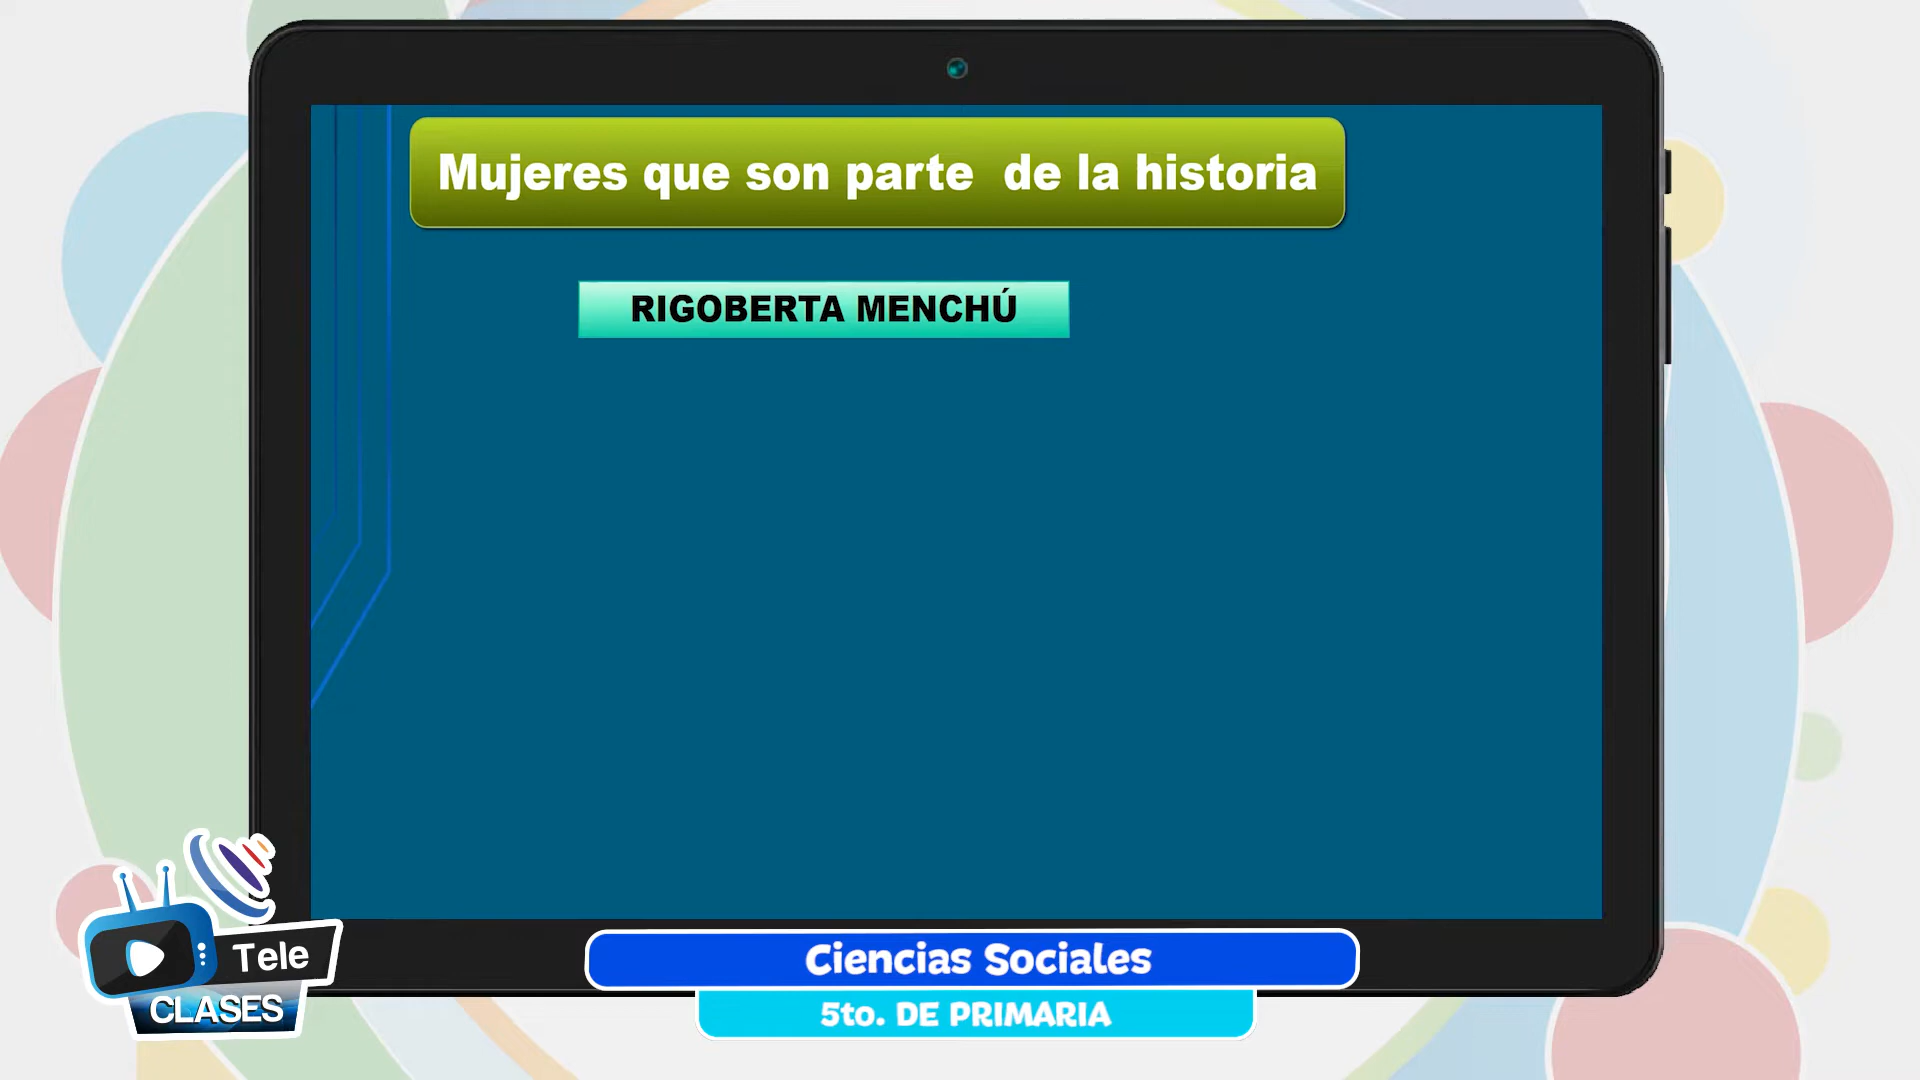 Mujeres que son parte  de la historia
RIGOBERTA MENCHÚ
Tele
CLASES
Ciencias Sociales
5to. DE PRIMARIA